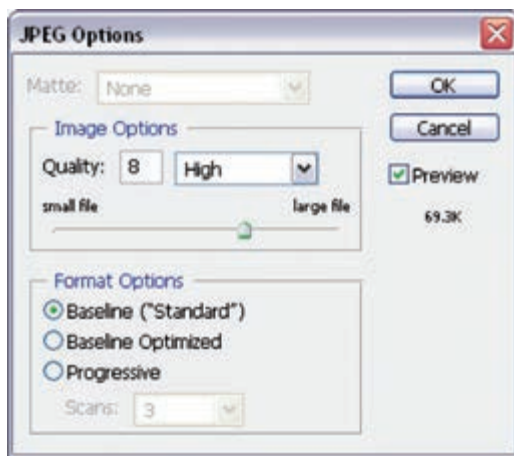 JPEG Options
Matte: None
OK
Image Options
Cancel
Quality: 8 High
Preview
small file large file
69.3K
Format Options
Baseline ("Standard")
Baseline Optimized
Progressive
Scans: 3